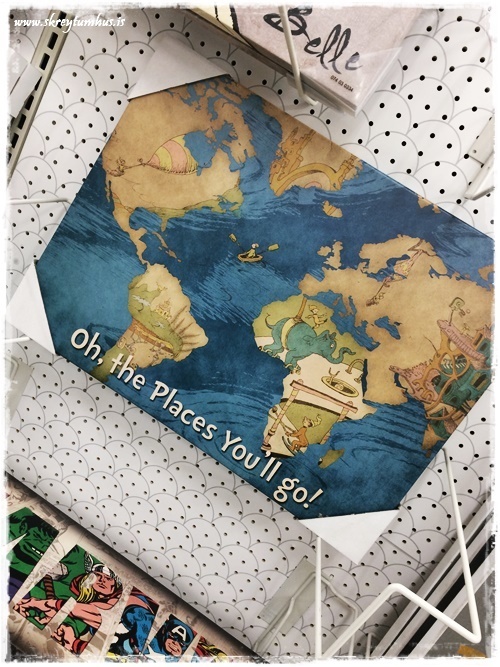 www.skreytumhus.is
Belle
Oh, the Places You'll go!